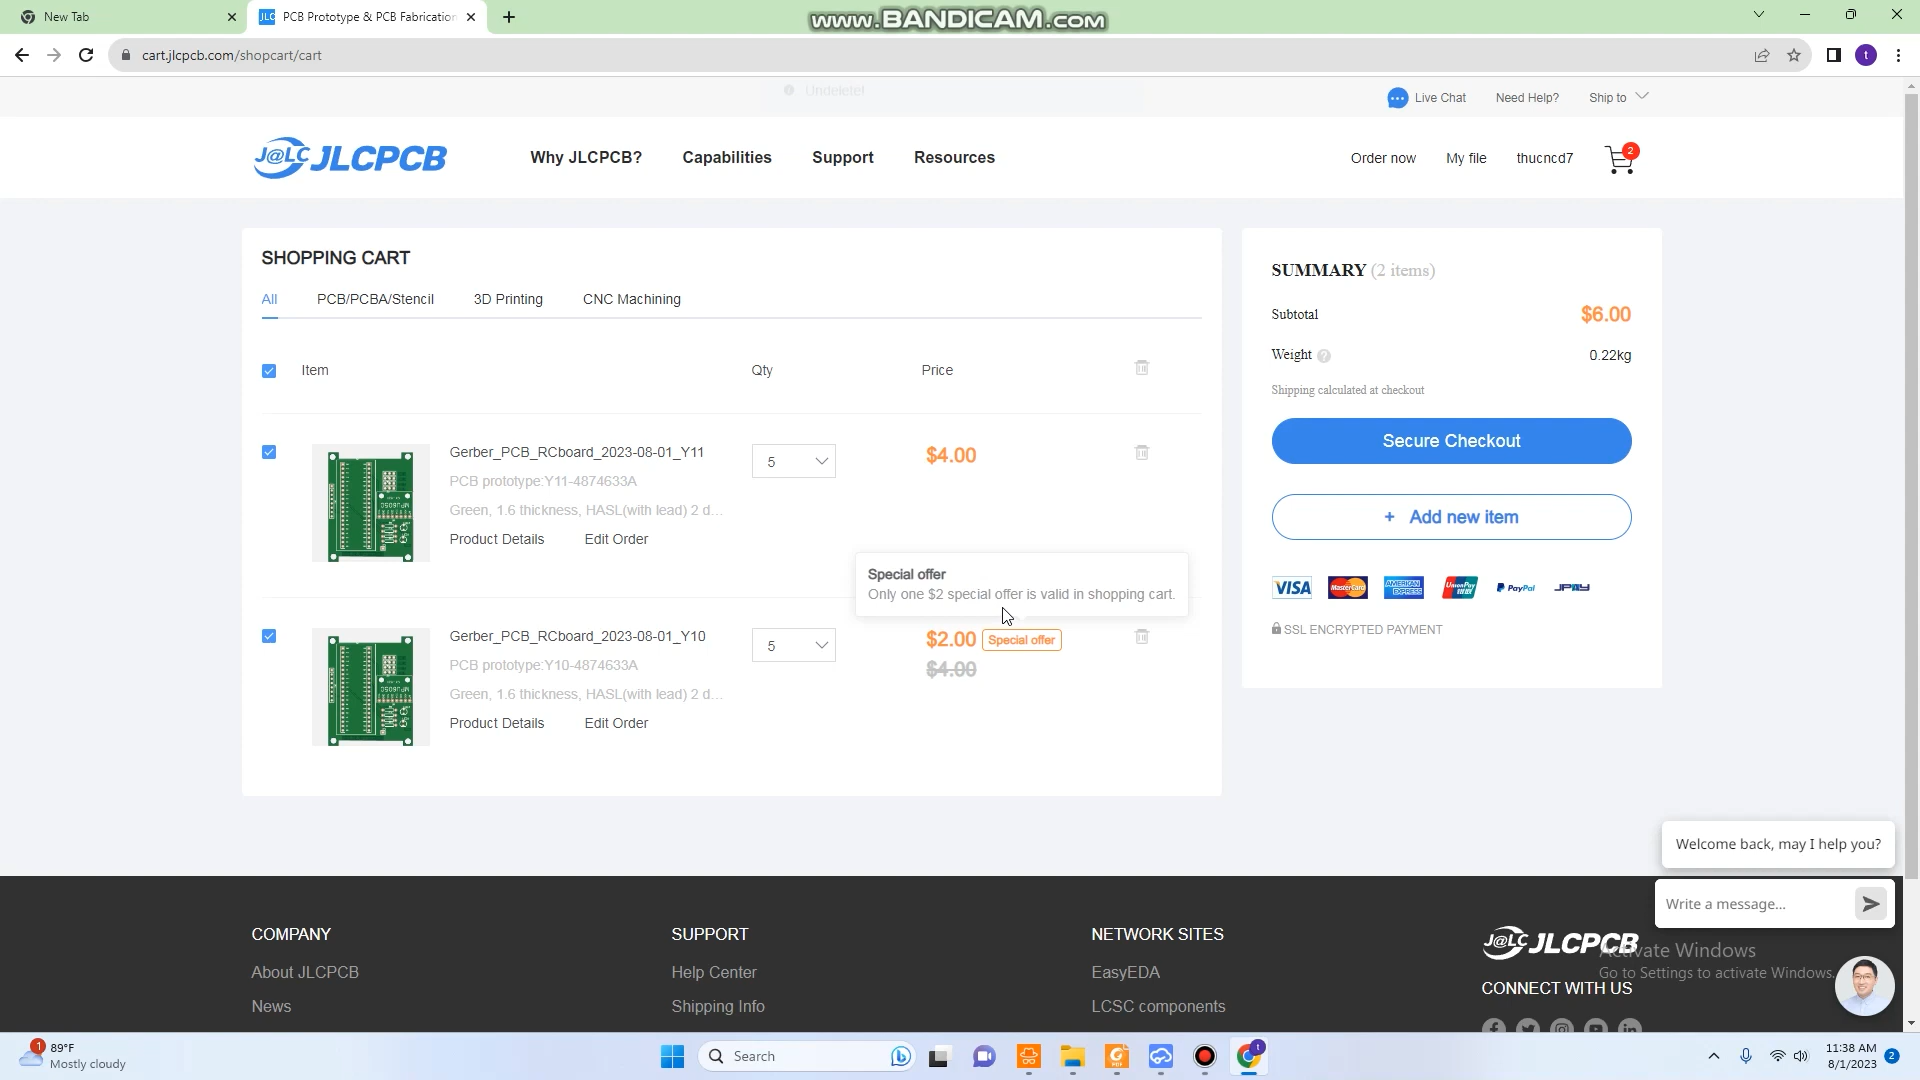 New Tab
PCB Prototype & PCB Fabrication
www.BANDICAM.com
cart.jlcpcb.com/shopcart/cart
t
Undelete!
Live Chat
Need Help?
Ship to
J@LC JLCPCB
Why JLCPCB?
Capabilities
Support
Resources
Order now
My file
thucncd7
2
SHOPPING CART
All
PCB/PCBA/Stencil
3D Printing
CNC Machining
Item
Qty
Price
Gerber_PCB_RCboard_2023-08-01_Y11
PCB prototype:Y11-4874633A
Green, 1.6 thickness, HASL(with lead) 2 d...
Product Details
Edit Order
5
$4.00
Special offer
Only one $2 special offer is valid in shopping cart.
Gerber_PCB_RCboard_2023-08-01_Y10
PCB prototype:Y10-4874633A
Green, 1.6 thickness, HASL(with lead) 2 d...
Product Details
Edit Order
5
$2.00 Special offer
$4.00
SUMMARY (2 items)
Subtotal
$6.00
Weight ?
0.22kg
Shipping calculated at checkout
Secure Checkout
+ Add new item
VISA
MasterCard
AMERICAN EXPRESS
UnionPay
PayPal
SSL ENCRYPTED PAYMENT
Welcome back, may I help you?
Write a message...
COMPANY
About JLCPCB
News
SUPPORT
Help Center
Shipping Info
NETWORK SITES
EasyEDA
LCSC components
J@LC JLCPCB
CONNECT WITH US
Activate Windows
Go to Settings to activate Windows.
1
89°F
Mostly cloudy
Search
11:38 AM
8/1/2023
2